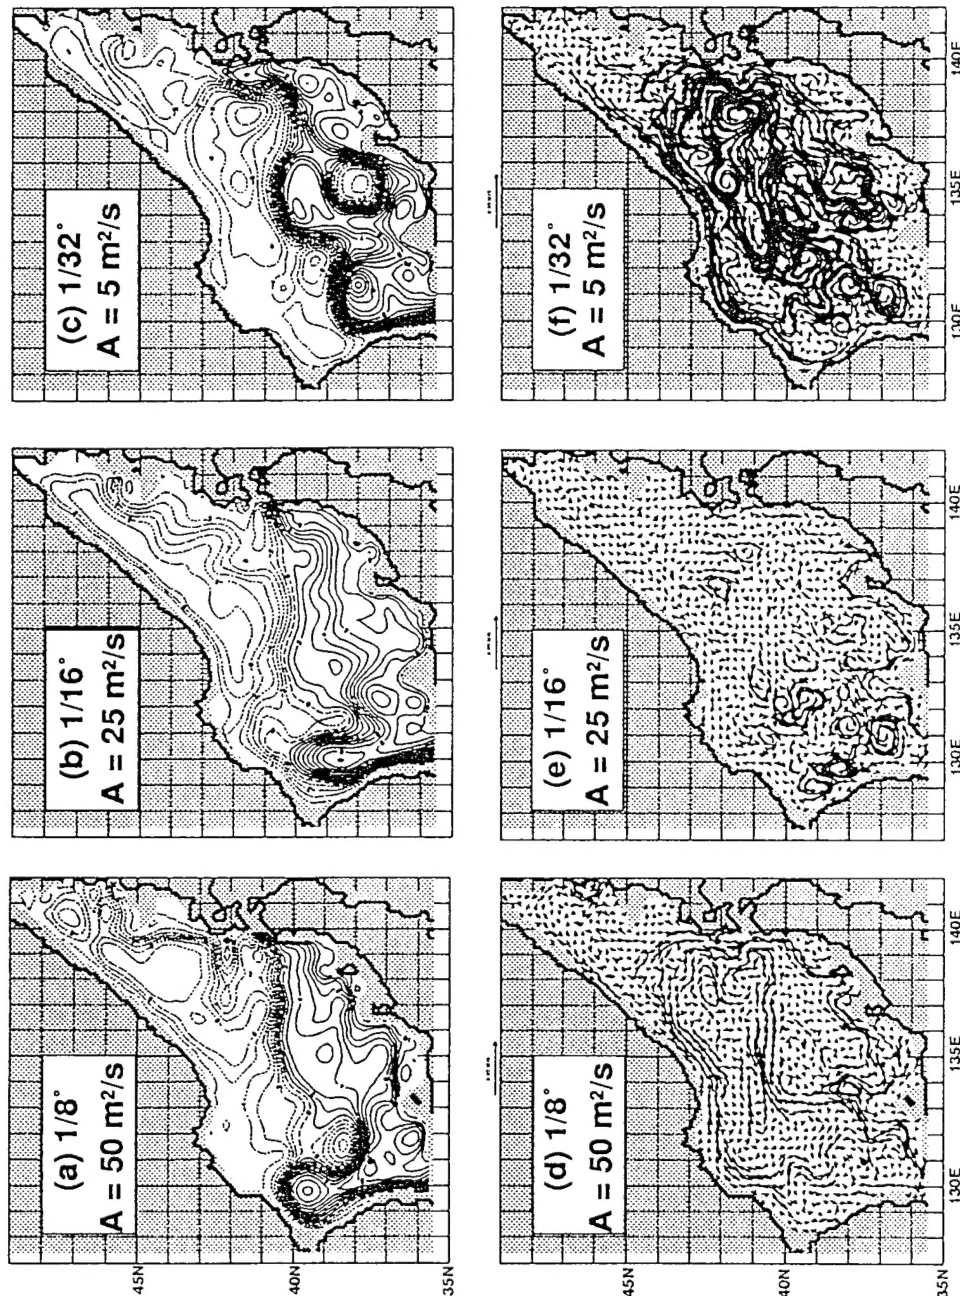 (a) 1/8°
A = 50 m²/s
(b) 1/16°
A = 25 m²/s
(c) 1/32°
A = 5 m²/s
45N
40N
35N
(d) 1/8°
A = 50 m²/s
(e) 1/16°
A = 25 m²/s
(f) 1/32°
A = 5 m²/s
45N
40N
35N
130E
135E
140E
130E
135E
140E
130E
135E
140E